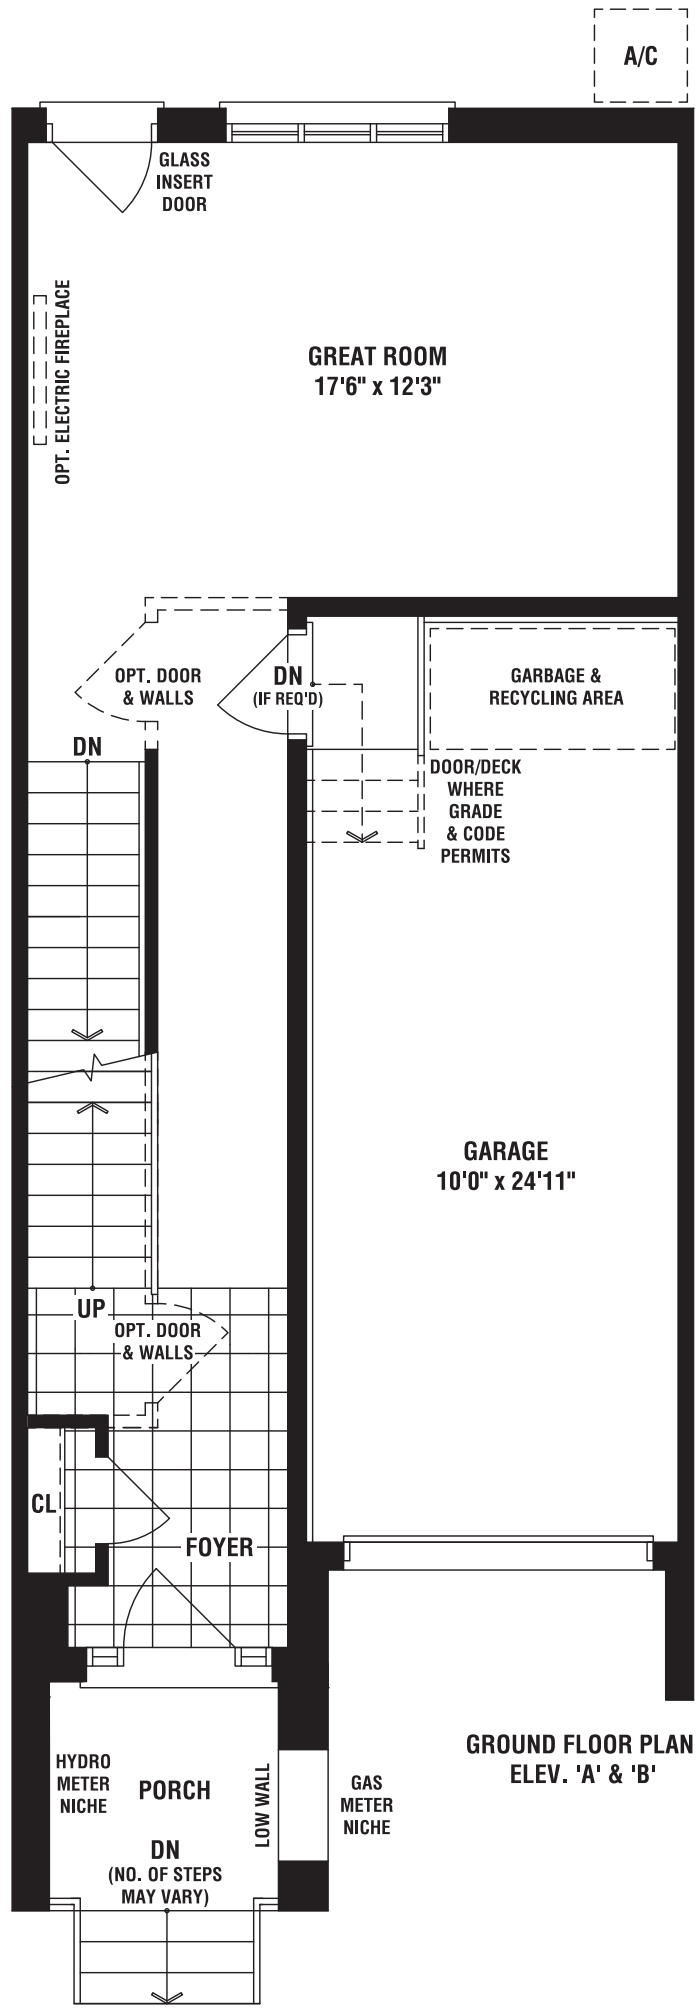 A/C
GLASS
INSERT
DOOR
OPT. ELECTRIC FIREPLACE
GREAT ROOM
17'6" x 12'3"
OPT. DOOR
& WALLS
DN
(IF REQ'D)
GARBAGE &
RECYCLING AREA
DN
DOOR/DECK
WHERE
GRADE
& CODE
PERMITS
GARAGE
10'0" x 24'11"
UP
OPT. DOOR
& WALLS
CL
FOYER
GROUND FLOOR PLAN
ELEV. 'A' & 'B'
HYDRO
METER
NICHE
PORCH
LOW WALL
GAS
METER
NICHE
DN
(NO. OF STEPS
MAY VARY)